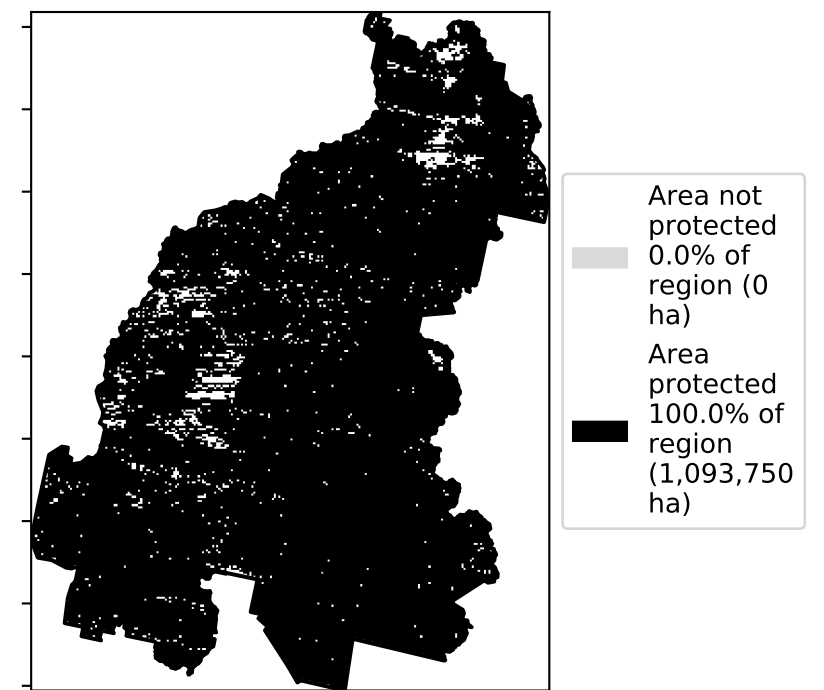 Area not
protected
0.0% of
region (0
ha)
Area
protected
100.0% of
region
(1,093,750
ha)